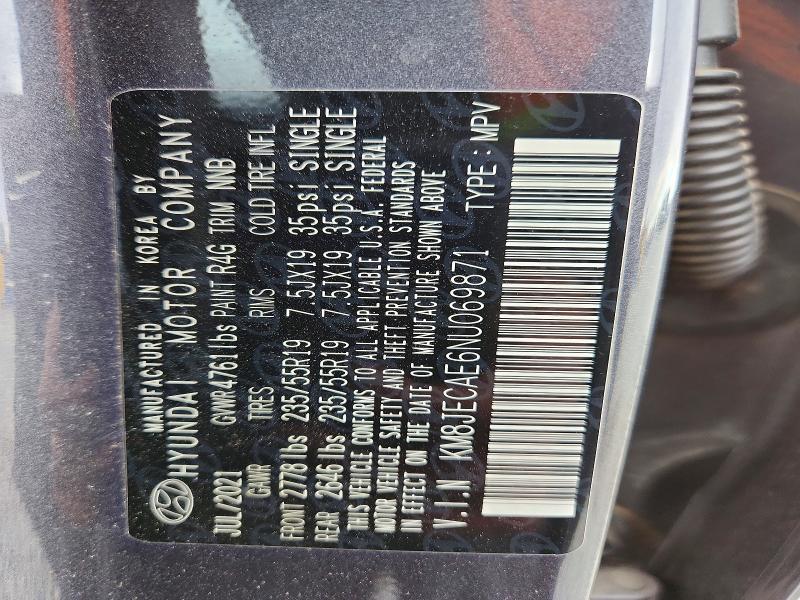 MANUFACTURED IN KOREA BY
HYUNDAI MOTOR COMPANY
JUL/2021 GVWR 4761 lbs PAINT R4G TRIM NNB
GAWR TIRES RIMS COLD TIRE INFL
FRONT 2778 lbs 235/55R19 7.5JX19 35psi SINGLE
REAR 2646 lbs 235/55R19 7.5JX19 35psi SINGLE
THIS VEHICLE CONFORMS TO ALL APPLICABLE U.S.A. FEDERAL
MOTOR VEHICLE SAFETY AND THEFT PREVENTION STANDARDS
IN EFFECT ON THE DATE OF MANUFACTURE SHOWN ABOVE
V.I.N KM8JECAE6NU069871 TYPE : MPV